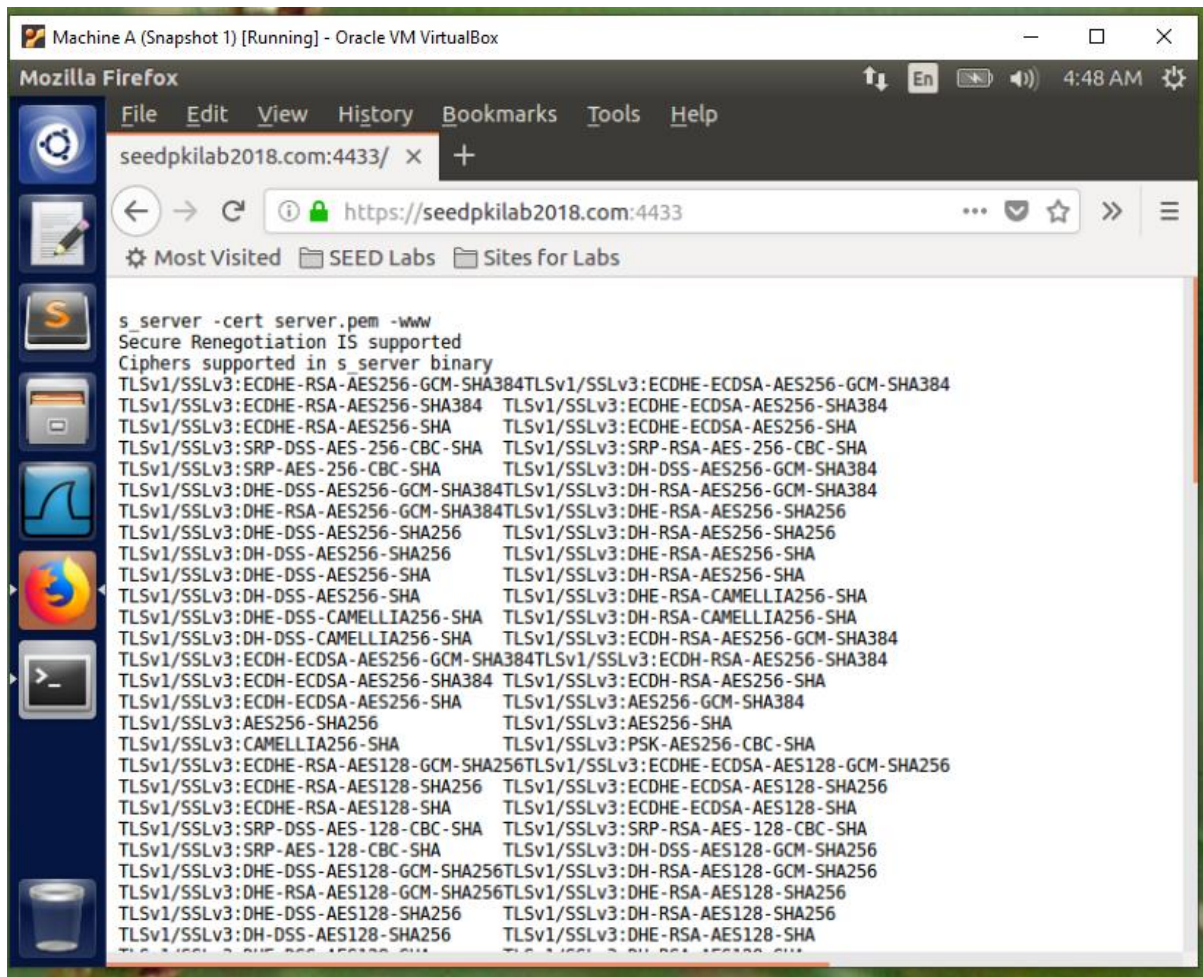 Machine A (Snapshot 1) [Running] - Oracle VM VirtualBox
Mozilla Firefox En 4:48 AM
File Edit View History Bookmarks Tools Help
seedpkilab2018.com:4433/
https://seedpkilab2018.com:4433
Most Visited SEED Labs Sites for Labs
s_server -cert server.pem -www
Secure Renegotiation IS supported
Ciphers supported in s_server binary
TLSv1/SSLv3:ECDHE-RSA-AES256-GCM-SHA384TLSv1/SSLv3:ECDHE-ECDSA-AES256-GCM-SHA384
TLSv1/SSLv3:ECDHE-RSA-AES256-SHA384 TLSv1/SSLv3:ECDHE-ECDSA-AES256-SHA384
TLSv1/SSLv3:ECDHE-RSA-AES256-SHA TLSv1/SSLv3:ECDHE-ECDSA-AES256-SHA
TLSv1/SSLv3:SRP-DSS-AES-256-CBC-SHA TLSv1/SSLv3:SRP-RSA-AES-256-CBC-SHA
TLSv1/SSLv3:SRP-AES-256-CBC-SHA TLSv1/SSLv3:DH-DSS-AES256-GCM-SHA384
TLSv1/SSLv3:DHE-DSS-AES256-GCM-SHA384TLSv1/SSLv3:DH-RSA-AES256-GCM-SHA384
TLSv1/SSLv3:DHE-RSA-AES256-GCM-SHA384TLSv1/SSLv3:DHE-RSA-AES256-SHA256
TLSv1/SSLv3:DHE-DSS-AES256-SHA256 TLSv1/SSLv3:DH-RSA-AES256-SHA256
TLSv1/SSLv3:DH-DSS-AES256-SHA256 TLSv1/SSLv3:DHE-RSA-AES256-SHA
TLSv1/SSLv3:DHE-DSS-AES256-SHA TLSv1/SSLv3:DH-RSA-AES256-SHA
TLSv1/SSLv3:DH-DSS-AES256-SHA TLSv1/SSLv3:DHE-RSA-CAMELLIA256-SHA
TLSv1/SSLv3:DHE-DSS-CAMELLIA256-SHA TLSv1/SSLv3:DH-RSA-CAMELLIA256-SHA
TLSv1/SSLv3:DH-DSS-CAMELLIA256-SHA TLSv1/SSLv3:ECDH-RSA-AES256-GCM-SHA384
TLSv1/SSLv3:ECDH-ECDSA-AES256-GCM-SHA384TLSv1/SSLv3:ECDH-RSA-AES256-SHA384
TLSv1/SSLv3:ECDH-ECDSA-AES256-SHA384 TLSv1/SSLv3:ECDH-RSA-AES256-SHA
TLSv1/SSLv3:ECDH-ECDSA-AES256-SHA TLSv1/SSLv3:AES256-GCM-SHA384
TLSv1/SSLv3:AES256-SHA256 TLSv1/SSLv3:AES256-SHA
TLSv1/SSLv3:CAMELLIA256-SHA TLSv1/SSLv3:PSK-AES256-CBC-SHA
TLSv1/SSLv3:ECDHE-RSA-AES128-GCM-SHA256TLSv1/SSLv3:ECDHE-ECDSA-AES128-GCM-SHA256
TLSv1/SSLv3:ECDHE-RSA-AES128-SHA256 TLSv1/SSLv3:ECDHE-ECDSA-AES128-SHA256
TLSv1/SSLv3:ECDHE-RSA-AES128-SHA TLSv1/SSLv3:ECDHE-ECDSA-AES128-SHA
TLSv1/SSLv3:SRP-DSS-AES-128-CBC-SHA TLSv1/SSLv3:SRP-RSA-AES-128-CBC-SHA
TLSv1/SSLv3:SRP-AES-128-CBC-SHA TLSv1/SSLv3:DH-DSS-AES128-GCM-SHA256
TLSv1/SSLv3:DHE-DSS-AES128-GCM-SHA256TLSv1/SSLv3:DH-RSA-AES128-GCM-SHA256
TLSv1/SSLv3:DHE-RSA-AES128-GCM-SHA256TLSv1/SSLv3:DHE-RSA-AES128-SHA256
TLSv1/SSLv3:DHE-DSS-AES128-SHA256 TLSv1/SSLv3:DH-RSA-AES128-SHA256
TLSv1/SSLv3:DH-DSS-AES128-SHA256 TLSv1/SSLv3:DHE-RSA-AES128-SHA